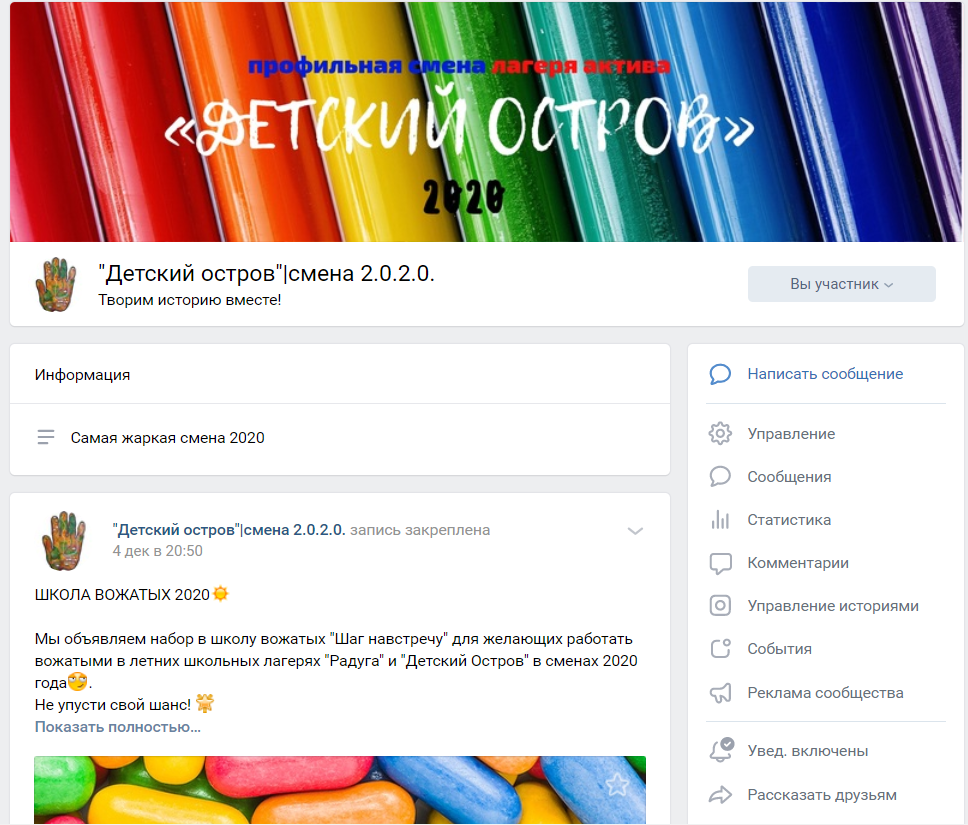 профильная смена лагеря актива
«ДЕТСКИЙ ОСТРОВ»
2020
"Детский остров"|смена 2.0.2.0.
Творим историю вместе!
Вы участник
Информация
Самая жаркая смена 2020
"Детский остров"|смена 2.0.2.0. запись закреплена
4 дек в 20:50
ШКОЛА ВОЖАТЫХ 2020
Мы объявляем набор в школу вожатых "Шаг навстречу" для желающих работать
вожатыми в летних школьных лагерях "Радуга" и "Детский Остров" в сменах 2020
года.
Не упусти свой шанс!
Показать полностью...
Написать сообщение
Управление
Сообщения
Статистика
Комментарии
Управление историями
События
Реклама сообщества
Увед. включены
Рассказать друзьям